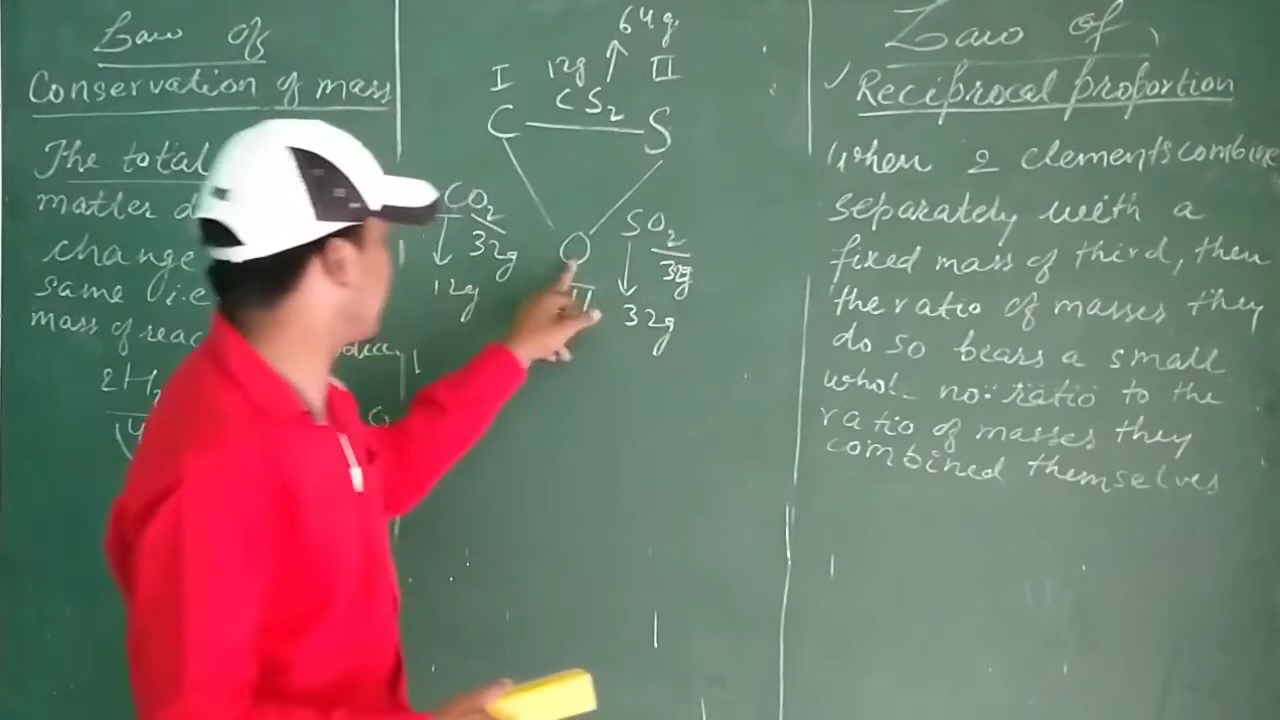 Law of
Conservation of mass
The total
matter d
change
same i.e
mass of reac
2H2
64g.
12g
I
II
CS2
C
S
CO2
32g
12g
O
SO2
32g
32g
Law of
Reciprocal proportion
When 2 elements combine
separately with a
fixed mass of third, then
the ratio of masses they
do so bears a small
whol- no: ratio to the
ratio of masses they
combined themselves